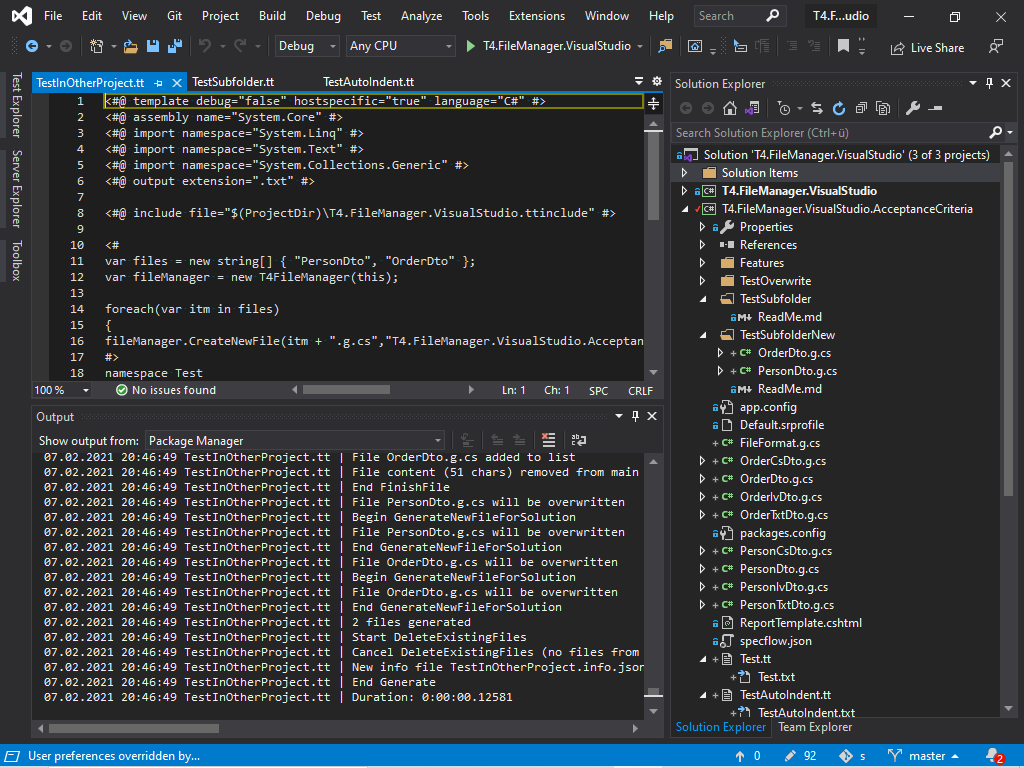 File Edit View Git Project Build Debug Test Analyze Tools Extensions Window Help Search T4.F...udio
Debug Any CPU T4.FileManager.VisualStudio Live Share
Test Explorer
Server Explorer
Toolbox
TestInOtherProject.tt TestSubfolder.tt TestAutoIndent.tt
1 <#@ template debug="false" hostspecific="true" language="C#" #>
2 <#@ assembly name="System.Core" #>
3 <#@ import namespace="System.Linq" #>
4 <#@ import namespace="System.Text" #>
5 <#@ import namespace="System.Collections.Generic" #>
6 <#@ output extension=".txt" #>
7
8 <#@ include file="$(ProjectDir)\T4.FileManager.VisualStudio.ttinclude" #>
9
10 <#
11 var files = new string[] { "PersonDto", "OrderDto" };
12 var fileManager = new T4FileManager(this);
13
14 foreach(var itm in files)
15 {
16 fileManager.CreateNewFile(itm + ".g.cs","T4.FileManager.VisualStudio.Acceptan
17 #>
18 namespace Test
100 % No issues found Ln: 1 Ch: 1 SPC CRLF
Output
Show output from: Package Manager
07.02.2021 20:46:49 TestInOtherProject.tt | File OrderDto.g.cs added to list
07.02.2021 20:46:49 TestInOtherProject.tt | File content (51 chars) removed from main
07.02.2021 20:46:49 TestInOtherProject.tt | End FinishFile
07.02.2021 20:46:49 TestInOtherProject.tt | File PersonDto.g.cs will be overwritten
07.02.2021 20:46:49 TestInOtherProject.tt | Begin GenerateNewFileForSolution
07.02.2021 20:46:49 TestInOtherProject.tt | File PersonDto.g.cs will be overwritten
07.02.2021 20:46:49 TestInOtherProject.tt | End GenerateNewFileForSolution
07.02.2021 20:46:49 TestInOtherProject.tt | File OrderDto.g.cs will be overwritten
07.02.2021 20:46:49 TestInOtherProject.tt | Begin GenerateNewFileForSolution
07.02.2021 20:46:49 TestInOtherProject.tt | File OrderDto.g.cs will be overwritten
07.02.2021 20:46:49 TestInOtherProject.tt | End GenerateNewFileForSolution
07.02.2021 20:46:49 TestInOtherProject.tt | 2 files generated
07.02.2021 20:46:49 TestInOtherProject.tt | Start DeleteExistingFiles
07.02.2021 20:46:49 TestInOtherProject.tt | Cancel DeleteExistingFiles (no files from
07.02.2021 20:46:49 TestInOtherProject.tt | New info file TestInOtherProject.info.json
07.02.2021 20:46:49 TestInOtherProject.tt | End Generate
07.02.2021 20:46:49 TestInOtherProject.tt | Duration: 0:00:00.12581
Solution Explorer
Search Solution Explorer (Ctrl+ü)
Solution 'T4.FileManager.VisualStudio' (3 of 3 projects)
Solution Items
C# T4.FileManager.VisualStudio
C# T4.FileManager.VisualStudio.AcceptanceCriteria
Properties
References
Features
TestOverwrite
TestSubfolder
M+ ReadMe.md
TestSubfolderNew
+ C# OrderDto.g.cs
+ C# PersonDto.g.cs
M+ ReadMe.md
app.config
Default.srprofile
+ C# FileFormat.g.cs
+ C# OrderCsDto.g.cs
+ C# OrderDto.g.cs
+ C# OrderIvDto.g.cs
+ C# OrderTxtDto.g.cs
packages.config
+ C# PersonCsDto.g.cs
+ C# PersonDto.g.cs
+ C# PersonIvDto.g.cs
+ C# PersonTxtDto.g.cs
ReportTemplate.cshtml
specflow.json
+ Test.tt
+ Test.txt
+ TestAutoIndent.tt
+ TestAutoIndent.txt
Solution Explorer Team Explorer
User preferences overridden by... 0 92 s master 2